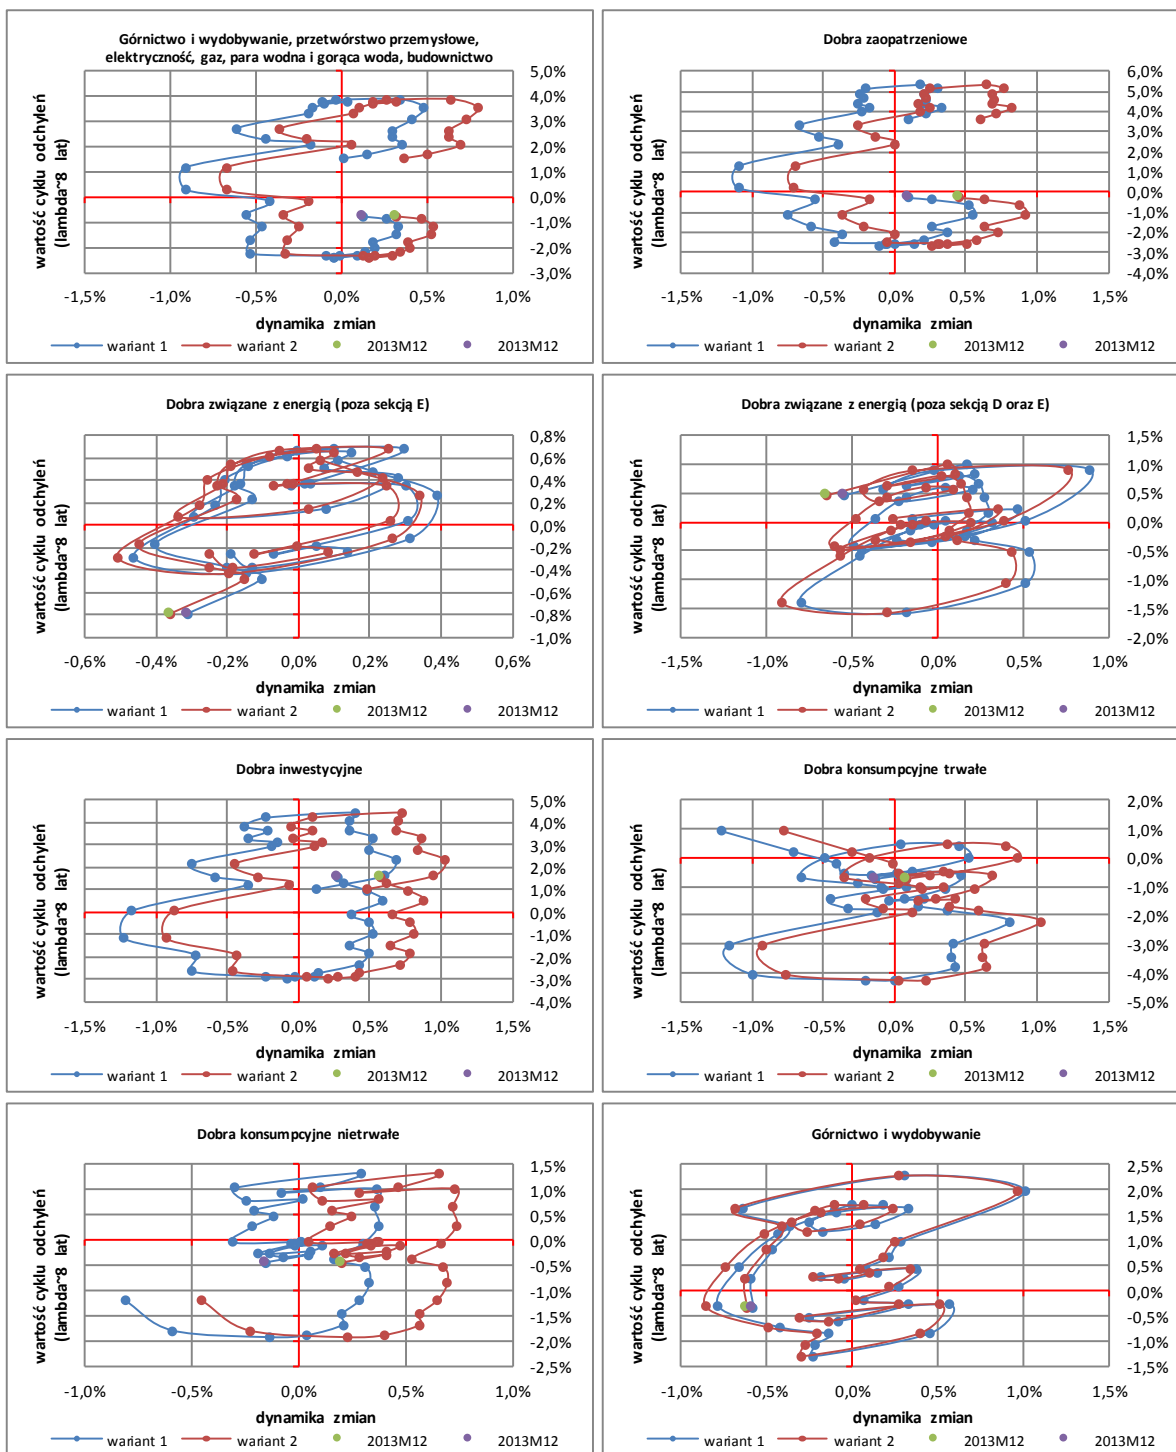 Górnictwo i wydobywanie, przetwórstwo przemysłowe,
elektryczność, gaz, para wodna i gorąca woda, budownictwo
5,0%
4,0%
3,0%
2,0%
1,0%
0,0%
-1,0%
-2,0%
-3,0%
-1,5% -1,0% -0,5% 0,0% 0,5% 1,0%
wartość cyklu odchyleń
(lambda~8 lat)
dynamika zmian
wariant 1 wariant 2 2013M12 2013M12
Dobra zaopatrzeniowe
6,0%
5,0%
4,0%
3,0%
2,0%
1,0%
0,0%
-1,0%
-2,0%
-3,0%
-4,0%
-1,5% -1,0% -0,5% 0,0% 0,5% 1,0% 1,5%
wartość cyklu odchyleń
(lambda~8 lat)
dynamika zmian
wariant 1 wariant 2 2013M12 2013M12
Dobra związane z energią (poza sekcją E)
0,8%
0,6%
0,4%
0,2%
0,0%
-0,2%
-0,4%
-0,6%
-0,8%
-1,0%
-0,6% -0,4% -0,2% 0,0% 0,2% 0,4% 0,6%
wartość cyklu odchyleń
(lambda~8 lat)
dynamika zmian
wariant 1 wariant 2 2013M12 2013M12
Dobra związane z energią (poza sekcją D oraz E)
1,5%
1,0%
0,5%
0,0%
-0,5%
-1,0%
-1,5%
-2,0%
-1,5% -1,0% -0,5% 0,0% 0,5% 1,0%
wartość cyklu odchyleń
(lambda~8 lat)
dynamika zmian
wariant 1 wariant 2 2013M12 2013M12
Dobra inwestycyjne
5,0%
4,0%
3,0%
2,0%
1,0%
0,0%
-1,0%
-2,0%
-3,0%
-4,0%
-1,5% -1,0% -0,5% 0,0% 0,5% 1,0% 1,5%
wartość cyklu odchyleń
(lambda~8 lat)
dynamika zmian
wariant 1 wariant 2 2013M12 2013M12
Dobra konsumpcyjne trwałe
2,0%
1,0%
0,0%
-1,0%
-2,0%
-3,0%
-4,0%
-5,0%
-1,5% -1,0% -0,5% 0,0% 0,5% 1,0% 1,5%
wartość cyklu odchyleń
(lambda~8 lat)
dynamika zmian
wariant 1 wariant 2 2013M12 2013M12
Dobra konsumpcyjne nietrwałe
1,5%
1,0%
0,5%
0,0%
-0,5%
-1,0%
-1,5%
-2,0%
-2,5%
-1,0% -0,5% 0,0% 0,5% 1,0%
wartość cyklu odchyleń
(lambda~8 lat)
dynamika zmian
wariant 1 wariant 2 2013M12 2013M12
Górnictwo i wydobywanie
2,5%
2,0%
1,5%
1,0%
0,5%
0,0%
-0,5%
-1,0%
-1,5%
-1,0% -0,5% 0,0% 0,5% 1,0% 1,5%
wartość cyklu odchyleń
(lambda~8 lat)
dynamika zmian
wariant 1 wariant 2 2013M12 2013M12